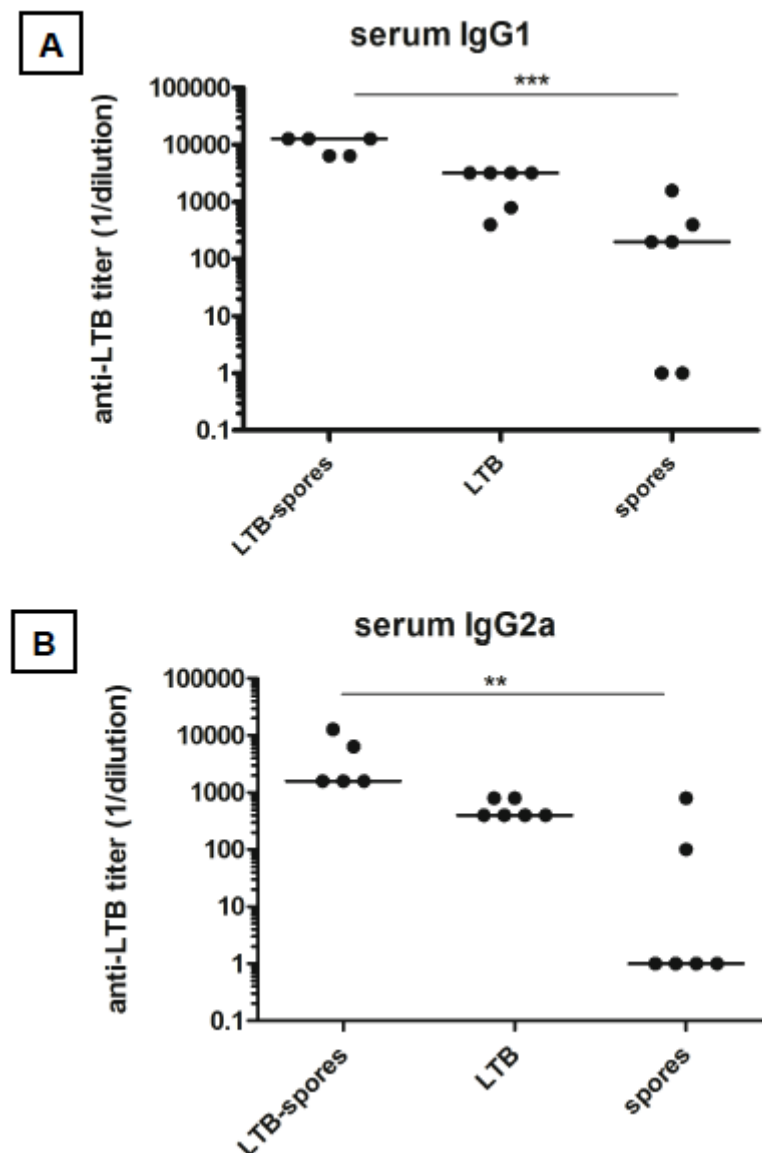 A
serum IgG1
***
anti-LTB titer (1/dilution)
100000
10000
1000
100
10
1
0.1
LTB-spores
LTB
spores
B
serum IgG2a
**
anti-LTB titer (1/dilution)
100000
10000
1000
100
10
1
0.1
LTB-spores
LTB
spores